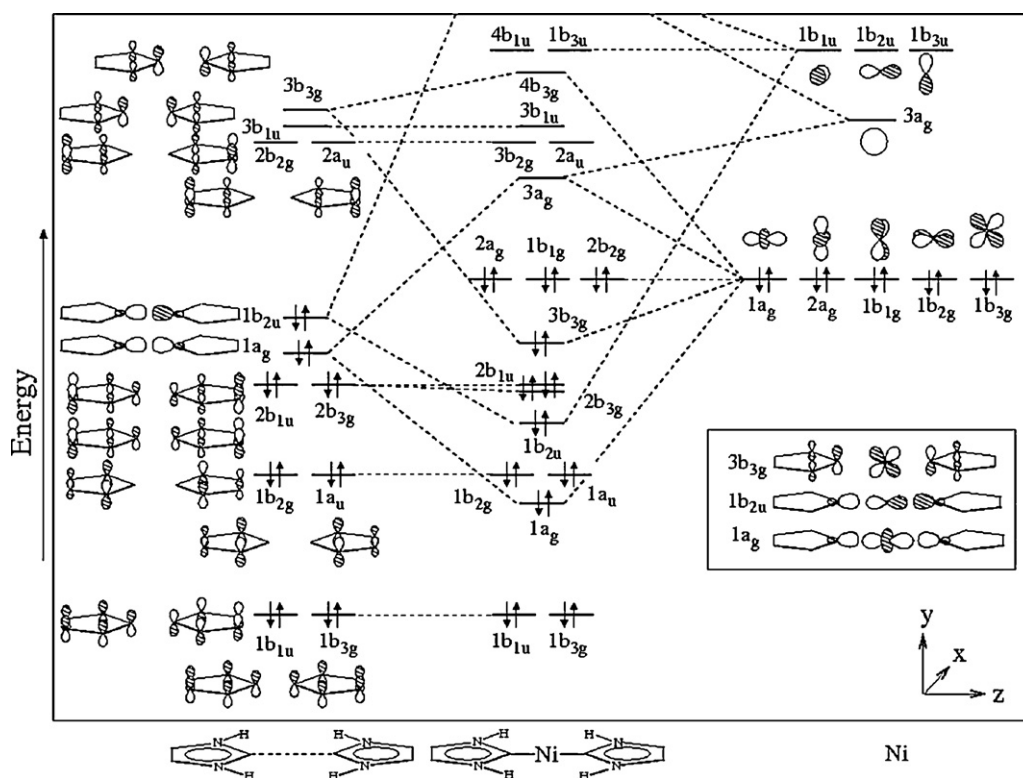 4b1u 1b3u 1b1u 1b2u 1b3u
3b3g 4b3g
3b1u 3b1u 3ag
2b2g 2au 3b2g 2au
3ag
2ag 1b1g 2b2g
1ag 2ag 1b1g 1b2g 1b3g
1b2u 3b3g
1ag
2b1u
2b1u 2b3g 2b3g
1b2u
3b3g
1b2g 1au 1b2g 1au
1b2u
1ag
1ag
1b1u 1b3g 1b1u 1b3g
Energy
y
x
z
N H N H N H N H
Ni
N H N H N H N H
Ni